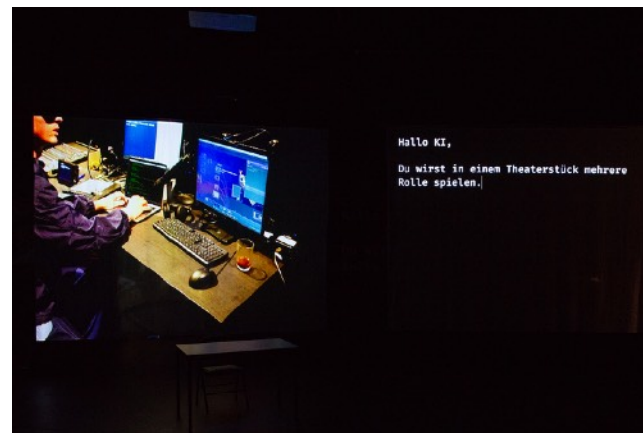 Hallo KI,
Du wirst in einem Theaterstück mehrere
Rolle spielen.